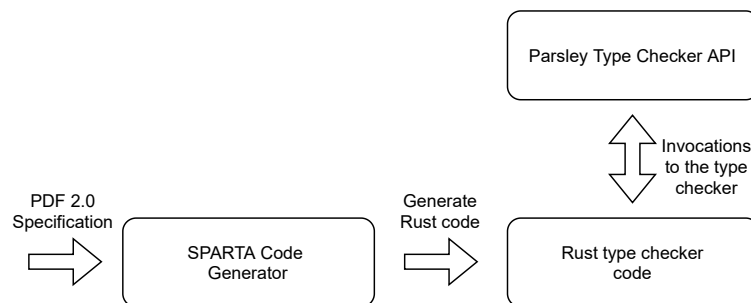 Parsley Type Checker API
Invocations
to the type
checker
PDF 2.0
Specification
Generate
Rust code
SPARTA Code
Generator
Rust type checker
code